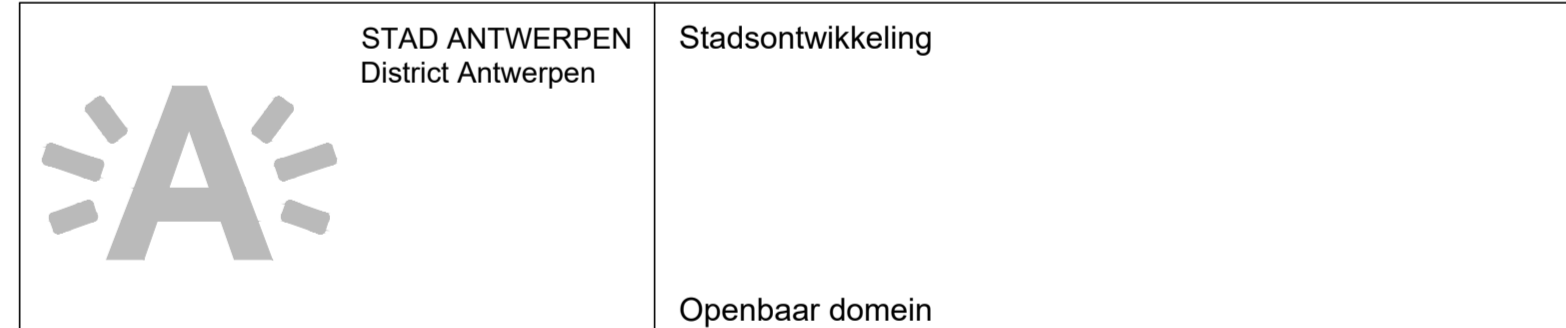 STAD ANTWERPEN
District Antwerpen
A
Stadsontwikkeling
Openbaar domein